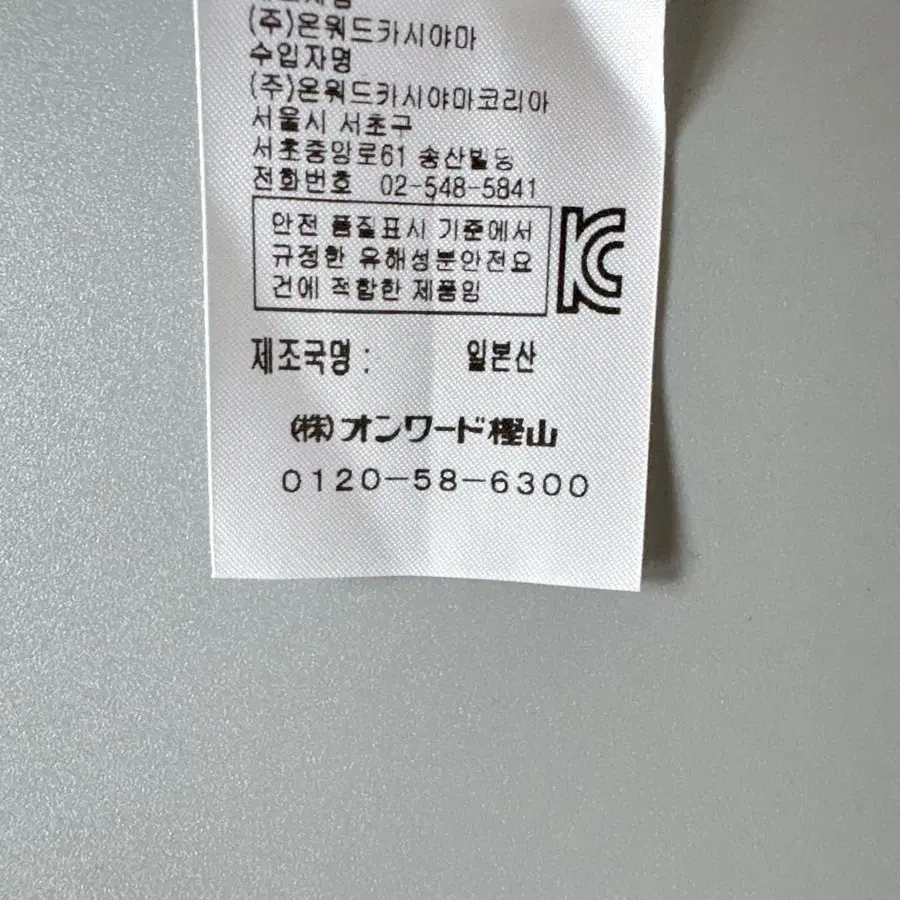 (주)온워드카시야마
수입자명
(주)온워드카시야마코리아
서울시 서초구
서초중앙로61 송산빌딩
전화번호 02-548-5841
안전 품질표시 기준에서
규정한 유해성분안전요
건에 적합한 제품임
KC
제조국명 : 일본산
㈱オンワード樫山
0120-58-6300